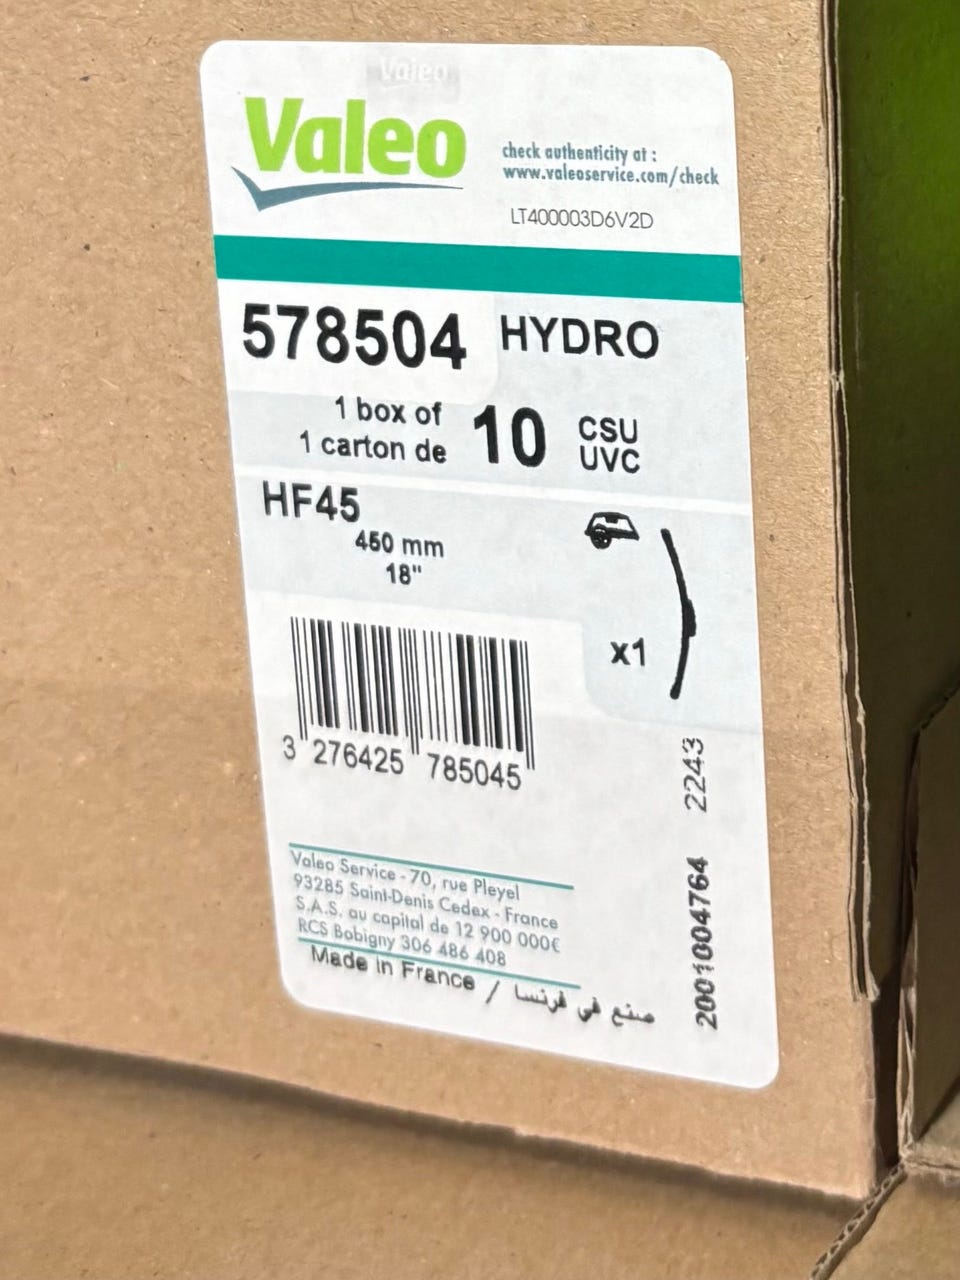 Valeo
Valeo
check authenticity at :
www.valeoservice.com/check
LT400003D6V2D
578504 HYDRO
1 box of
1 carton de
10
CSU
UVC
HF45
450 mm
18"
x1
3 276425 785045
2243
2001004764
Valeo Service - 70, rue Pleyel
93285 Saint-Denis Cedex - France
S.A.S. au capital de 12 900 000€
RCS Bobigny 306 486 408
Made in France / صنع في فرنسا